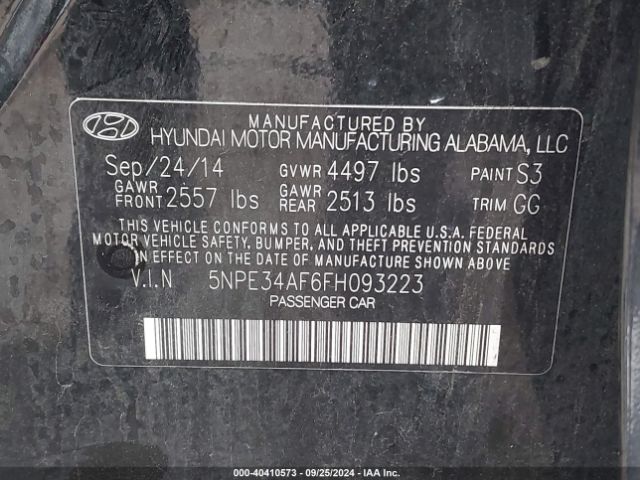 MANUFACTURED BY
HYUNDAI MOTOR MANUFACTURING ALABAMA, LLC
Sep/24/14 GVWR 4497 lbs PAINT S3
GAWR FRONT 2557 lbs GAWR REAR 2513 lbs TRIM GG
THIS VEHICLE CONFORMS TO ALL APPLICABLE U.S.A. FEDERAL
MOTOR VEHICLE SAFETY, BUMPER, AND THEFT PREVENTION STANDARDS
IN EFFECT ON THE DATE OF MANUFACTURE SHOWN ABOVE.
V.I.N 5NPE34AF6FH093223
PASSENGER CAR
000-40410573 - 09/25/2024 - IAA Inc.